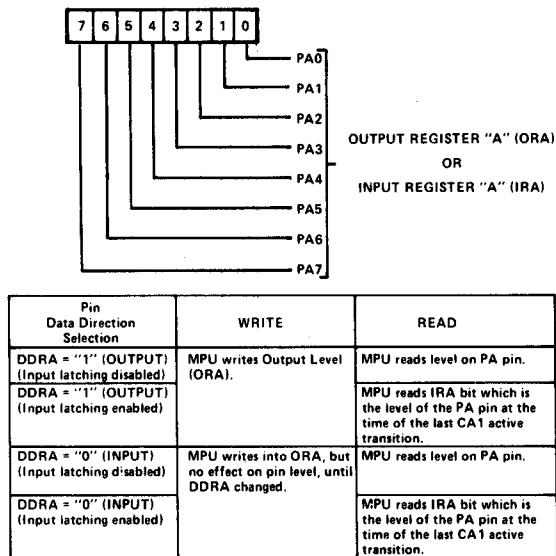 7 6 5 4 3 2 1 0
PA0
PA1
PA2
PA3
PA4
PA5
PA6
PA7
OUTPUT REGISTER "A" (ORA)
OR
INPUT REGISTER "A" (IRA)
Pin
Data Direction
Selection
WRITE
READ
DDRA = "1" (OUTPUT)
(Input latching disabled)
MPU writes Output Level
(ORA).
MPU reads level on PA pin.
DDRA = "1" (OUTPUT)
(Input latching enabled)
MPU reads IRA bit which is
the level of the PA pin at the
time of the last CA1 active
transition.
DDRA = "0" (INPUT)
(Input latching disabled)
MPU writes into ORA, but
no effect on pin level, until
DDRA changed.
MPU reads level on PA pin.
DDRA = "0" (INPUT)
(Input latching enabled)
MPU reads IRA bit which is
the level of the PA pin at the
time of the last CA1 active
transition.